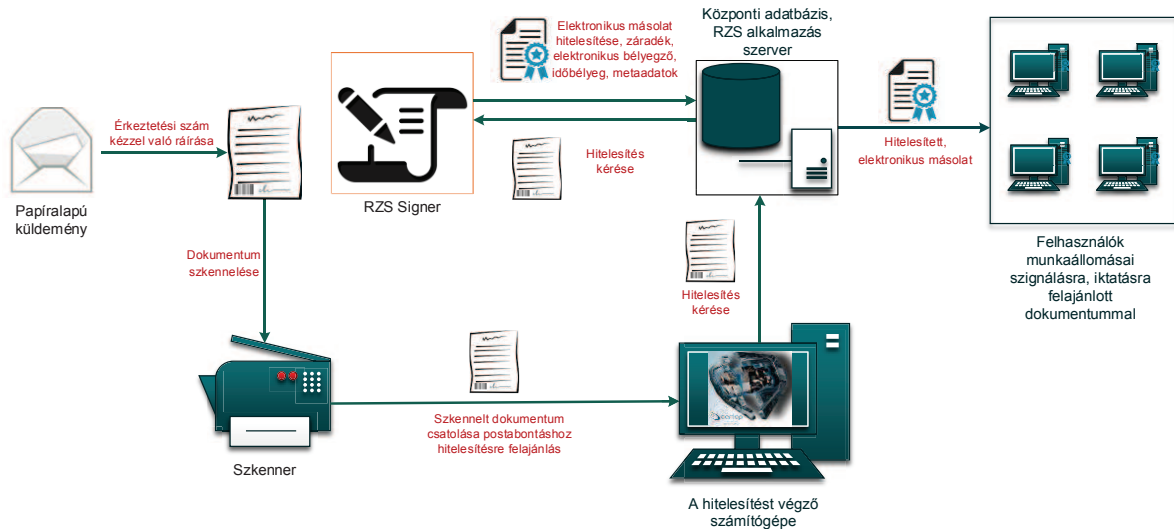 Elektronikus másolat
hitelesítése, záradék,
elektronikus bélyegző,
időbélyeg, metaadatok
Központi adatbázis,
RZS alkalmazás
szerver
Érkeztetési szám
kézzel való ráírása
Hitelesítés
kérése
Hitelesített,
elektronikus másolat
Papíralapú
küldemény
RZS Signer
Dokumentum
szkennelése
Hitelesítés
kérése
Felhasználók
munkaállomásai
szignálásra, iktatásra
felajánlott
dokumentummal
Szkennelt dokumentum
csatolása postabontáshoz
hitelesítésre felajánlás
Szkenner
A hitelesítést végző
számítógépe